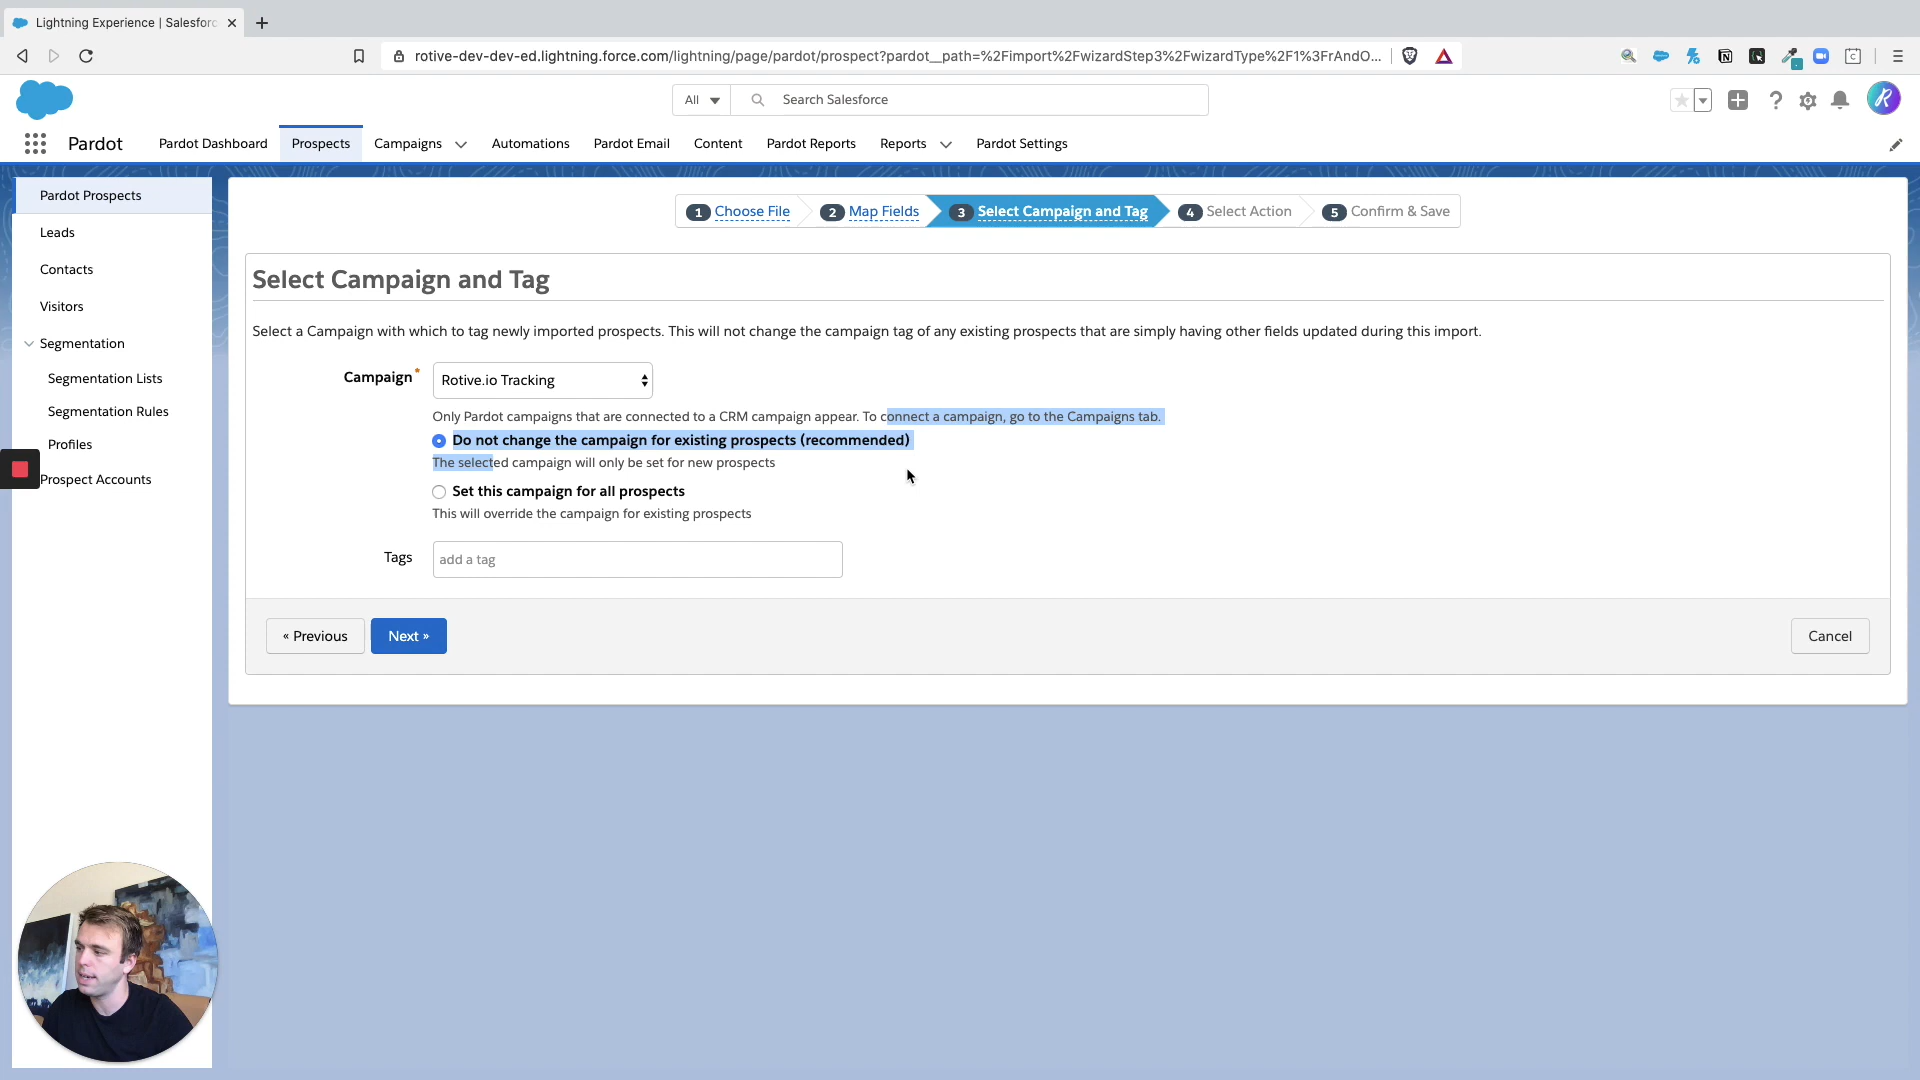 Lightning Experience | Salesforc
rotive-dev-dev-ed.lightning.force.com/lightning/page/pardot/prospect?pardot__path=%2Fimport%2FwizardStep3%2FwizardType%2F1%3FrAndO...
All
Search Salesforce
Pardot
Pardot Dashboard
Prospects
Campaigns
Automations
Pardot Email
Content
Pardot Reports
Reports
Pardot Settings
Pardot Prospects
Leads
Contacts
Visitors
Segmentation
Segmentation Lists
Segmentation Rules
Profiles
Prospect Accounts
1 Choose File
2 Map Fields
3 Select Campaign and Tag
4 Select Action
5 Confirm & Save
Select Campaign and Tag
Select a Campaign with which to tag newly imported prospects. This will not change the campaign tag of any existing prospects that are simply having other fields updated during this import.
Campaign*
Rotive.io Tracking
Only Pardot campaigns that are connected to a CRM campaign appear. To connect a campaign, go to the Campaigns tab.
Do not change the campaign for existing prospects (recommended)
The selected campaign will only be set for new prospects
Set this campaign for all prospects
This will override the campaign for existing prospects
Tags
add a tag
« Previous
Next »
Cancel